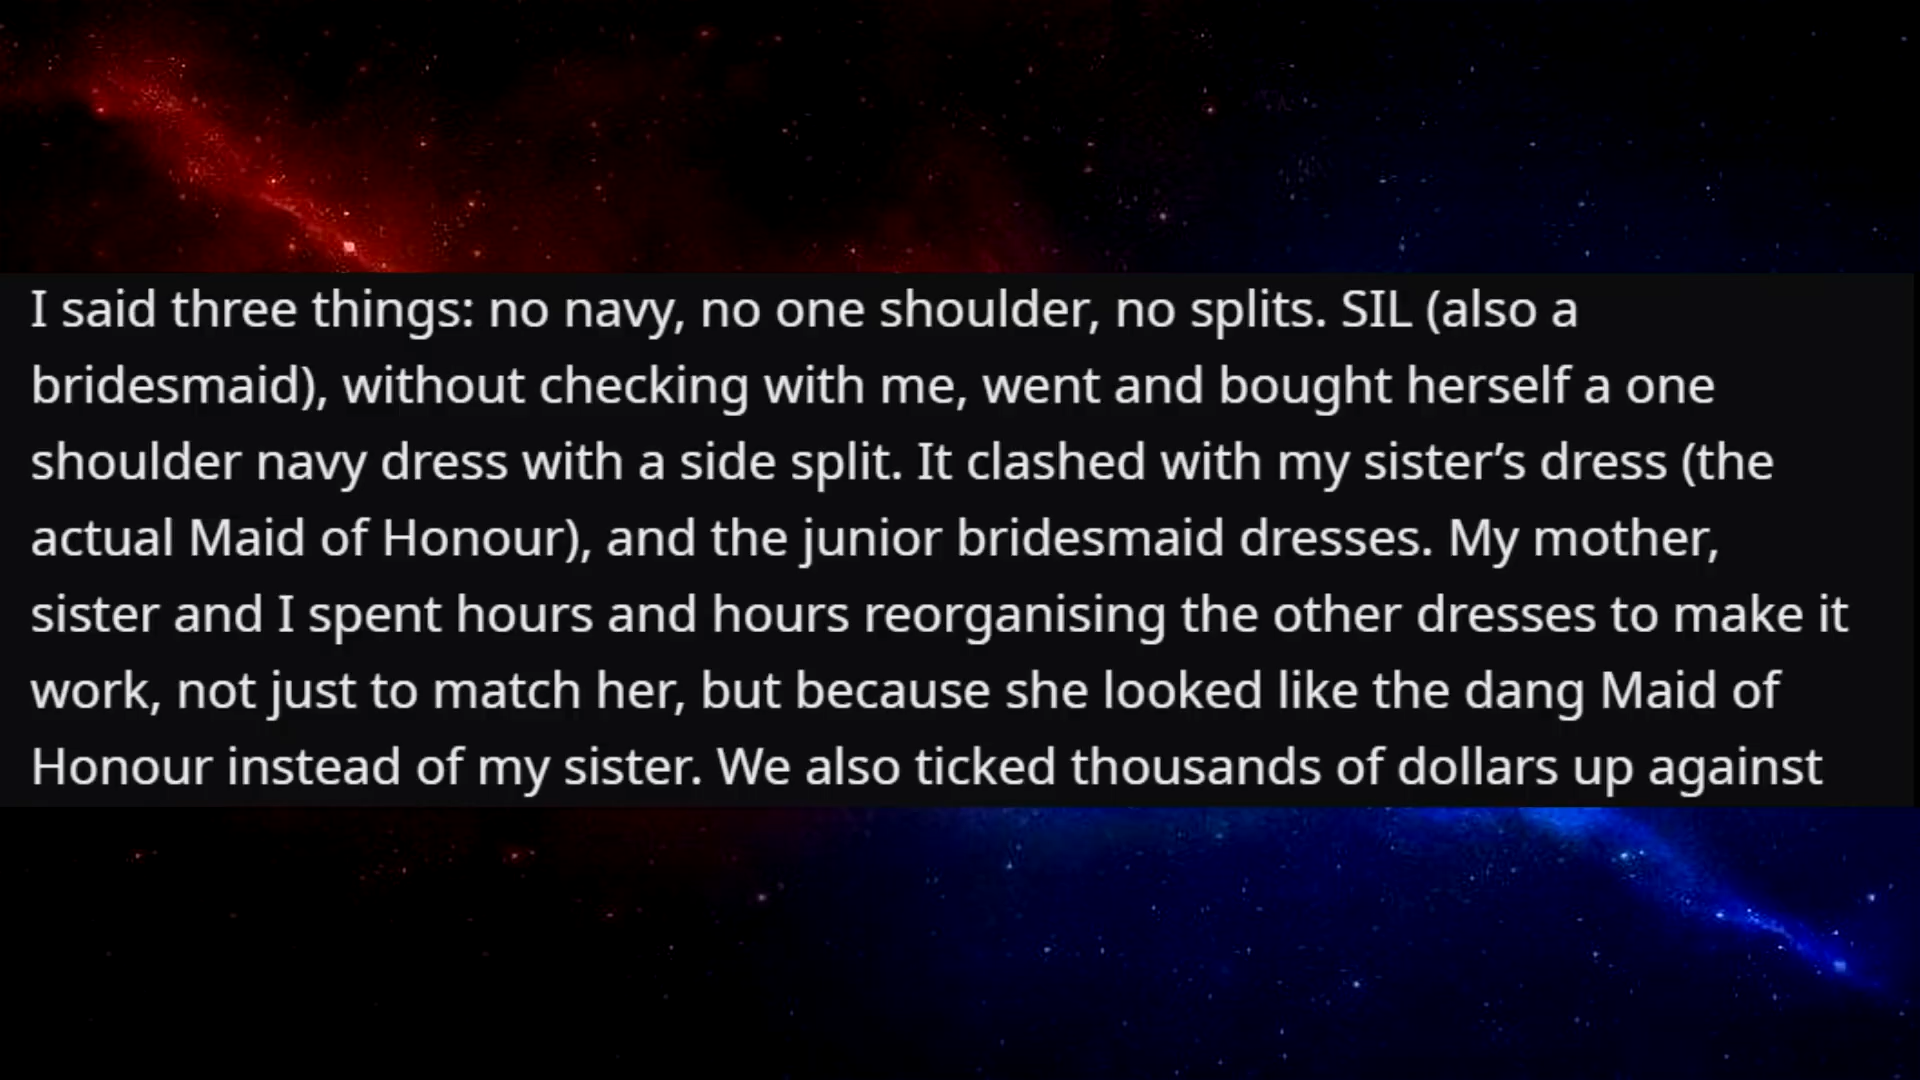 I said three things: no navy, no one shoulder, no splits. SIL (also a
bridesmaid), without checking with me, went and bought herself a one
shoulder navy dress with a side split. It clashed with my sister’s dress (the
actual Maid of Honour), and the junior bridesmaid dresses. My mother,
sister and I spent hours and hours reorganising the other dresses to make it
work, not just to match her, but because she looked like the dang Maid of
Honour instead of my sister. We also ticked thousands of dollars up against